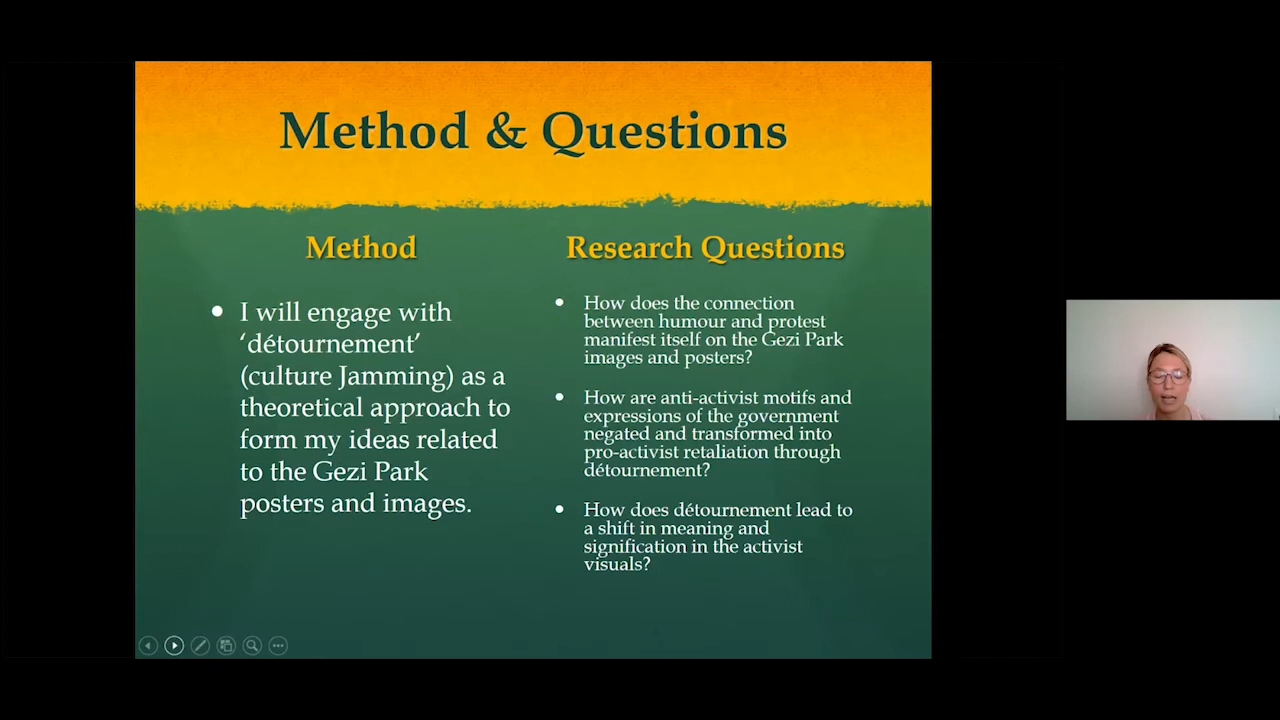 Method & Questions
Method
I will engage with
‘détournement’
(culture Jamming) as a
theoretical approach to
form my ideas related
to the Gezi Park
posters and images.
Research Questions
How does the connection
between humour and protest
manifest itself on the Gezi Park
images and posters?
How are anti-activist motifs and
expressions of the government
negated and transformed into
pro-activist retaliation through
détournement?
How does détournement lead to
a shift in meaning and
signification in the activist
visuals?